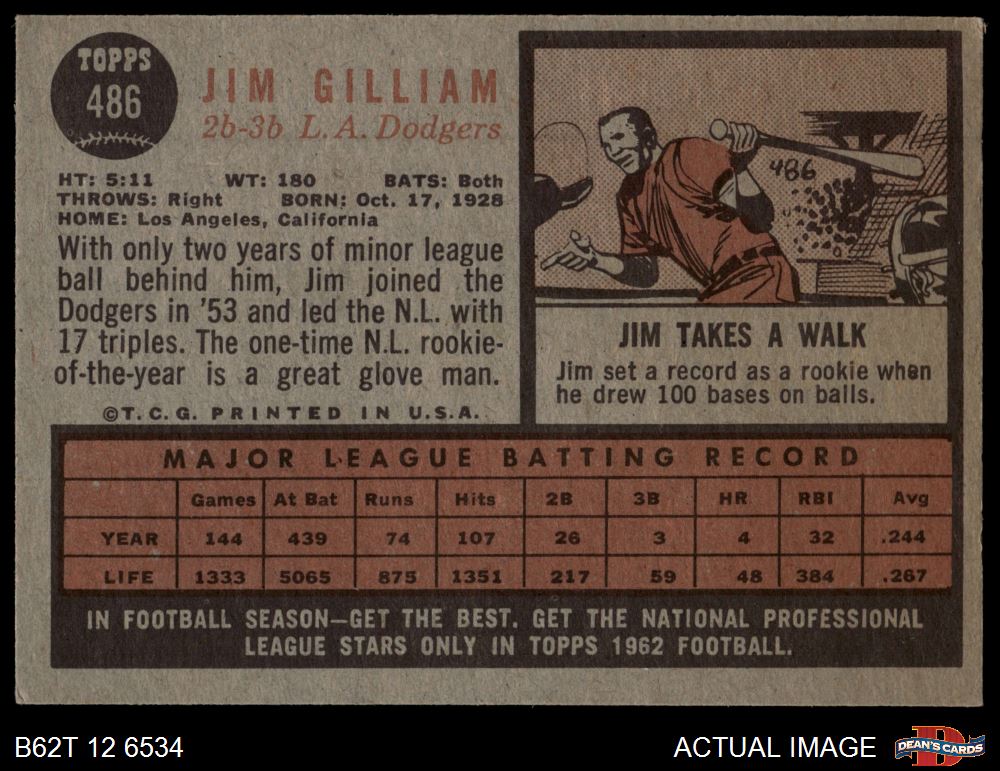 TOPPS
486
JIM GILLIAM
2b-3b L.A. Dodgers
HT: 5:11 WT: 180 BATS: Both
THROWS: Right BORN: Oct. 17, 1928
HOME: Los Angeles, California
With only two years of minor league
ball behind him, Jim joined the
Dodgers in '53 and led the N.L. with
17 triples. The one-time N.L. rookie-
of-the-year is a great glove man.
©T.C.G. PRINTED IN U.S.A.
486
JIM TAKES A WALK
Jim set a record as a rookie when
he drew 100 bases on balls.
MAJOR LEAGUE BATTING RECORD
Games At Bat Runs Hits 2B 3B HR RBI Avg
YEAR 144 439 74 107 26 3 4 32 .244
LIFE 1333 5065 875 1351 217 59 48 384 .267
IN FOOTBALL SEASON—GET THE BEST. GET THE NATIONAL PROFESSIONAL
LEAGUE STARS ONLY IN TOPPS 1962 FOOTBALL.
B62T 12 6534 ACTUAL IMAGE
D
DEAN'S CARDS